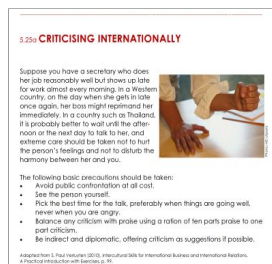 5.25a CRITICISING INTERNATIONALLY
Suppose you have a secretary who does
her job reasonably well but shows up late
for work almost every morning. In a Western
country, on the day when she gets in late
once again, her boss might reprimand her
immediately. In a country such as Thailand,
it is probably better to wait until the after-
noon or the next day to talk to her, and
extreme care should be taken not to hurt
the person's feelings and not to disturb the
harmony between her and you.
The following basic precautions should be taken:
• Avoid public confrontation at all cost.
• See the person yourself.
• Pick the best time for the talk, preferably when things are going well,
never when you are angry.
• Balance any criticism with praise using a ration of ten parts praise to one
part criticism.
• Be indirect and diplomatic, offering criticism as suggestions if possible.
Adapted from S. Paul Verluyten (2010), Intercultural Skills for International Business and International Relations.
A Practical Introduction with Exercises, p. 99.